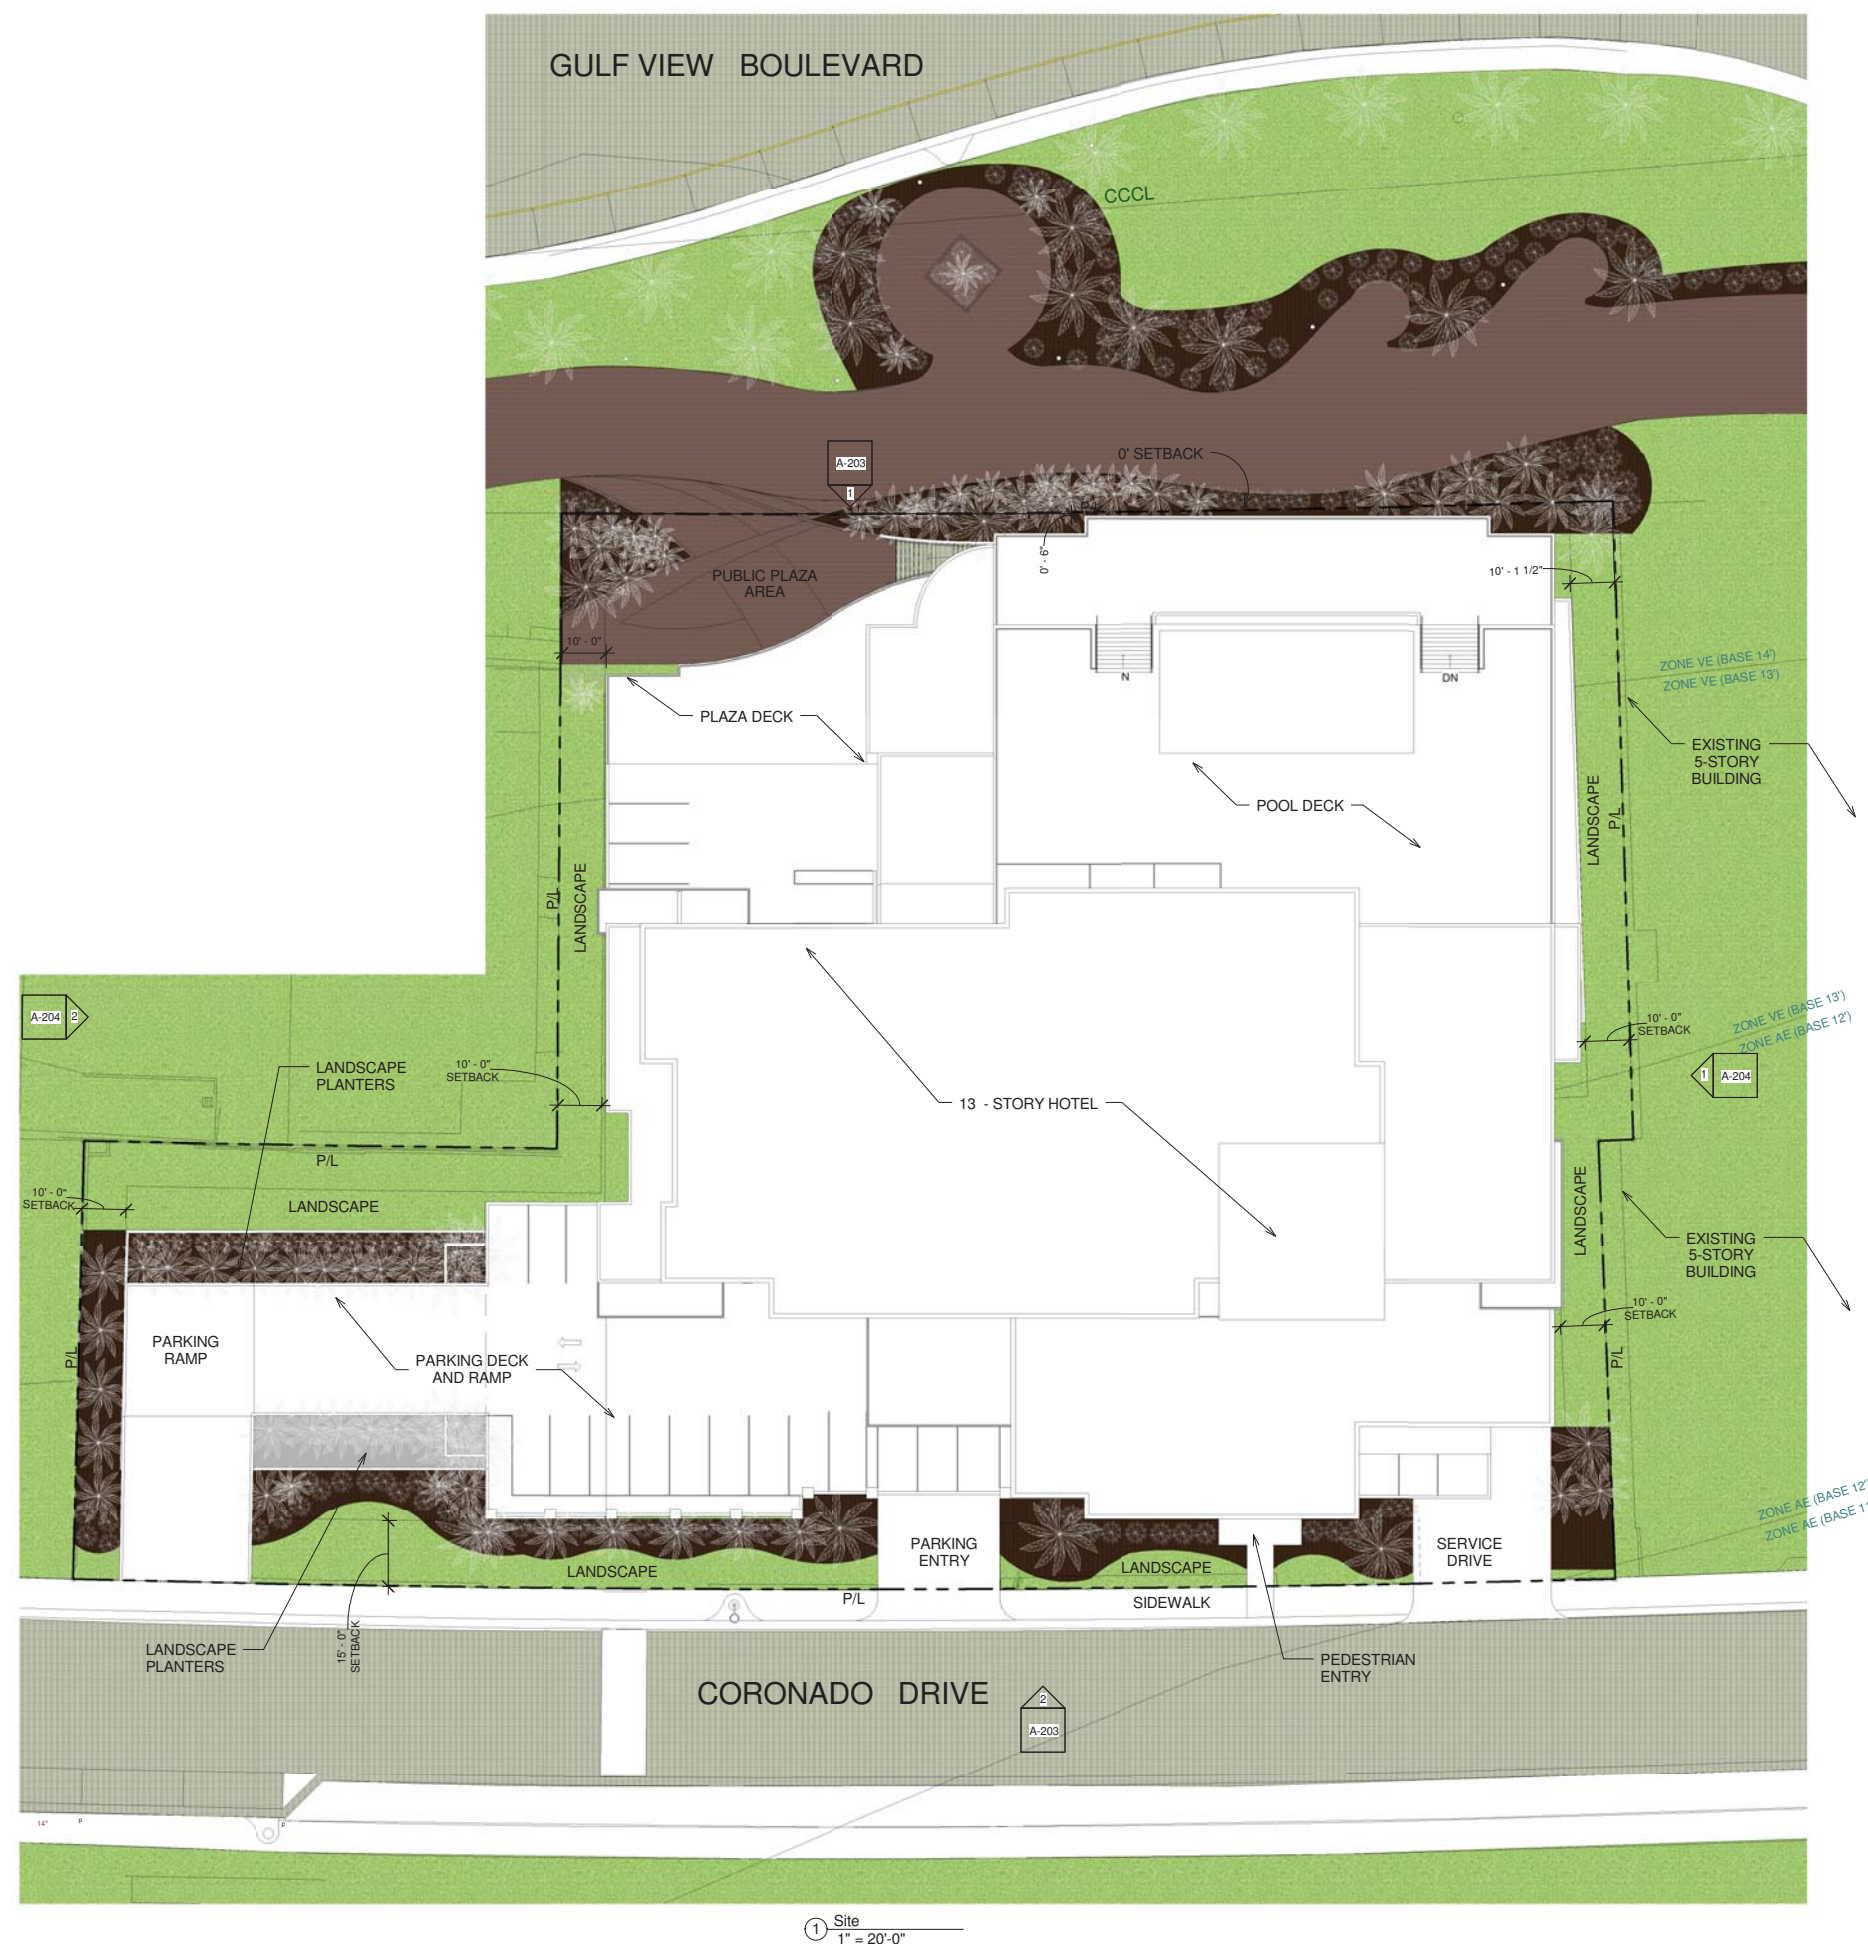 GULF VIEW BOULEVARD
CCCL
0' SETBACK
A-203
1
P/L
0' - 6"
10' - 1 1/2"
PUBLIC PLAZA
AREA
10' - 0"
N
DN
ZONE VE (BASE 14')
ZONE VE (BASE 13')
PLAZA DECK
EXISTING
5-STORY
BUILDING
POOL DECK
LANDSCAPE
P/L
P/L
LANDSCAPE
A-204
2
ZONE VE (BASE 13')
ZONE AE (BASE 12')
10' - 0"
SETBACK
LANDSCAPE
PLANTERS
10' - 0"
SETBACK
1
A-204
13 - STORY HOTEL
P/L
10' - 0"
SETBACK
LANDSCAPE
LANDSCAPE
EXISTING
5-STORY
BUILDING
10' - 0"
SETBACK
PARKING
RAMP
P/L
PARKING DECK
AND RAMP
P/L
ZONE AE (BASE 12'
ZONE AE (BASE 11
PARKING
ENTRY
SERVICE
DRIVE
LANDSCAPE
LANDSCAPE
P/L
SIDEWALK
15' - 0"
SETBACK
LANDSCAPE
PLANTERS
PEDESTRIAN
ENTRY
CORONADO DRIVE
2
A-203
14"
P
P
1
Site
1" = 20'-0"